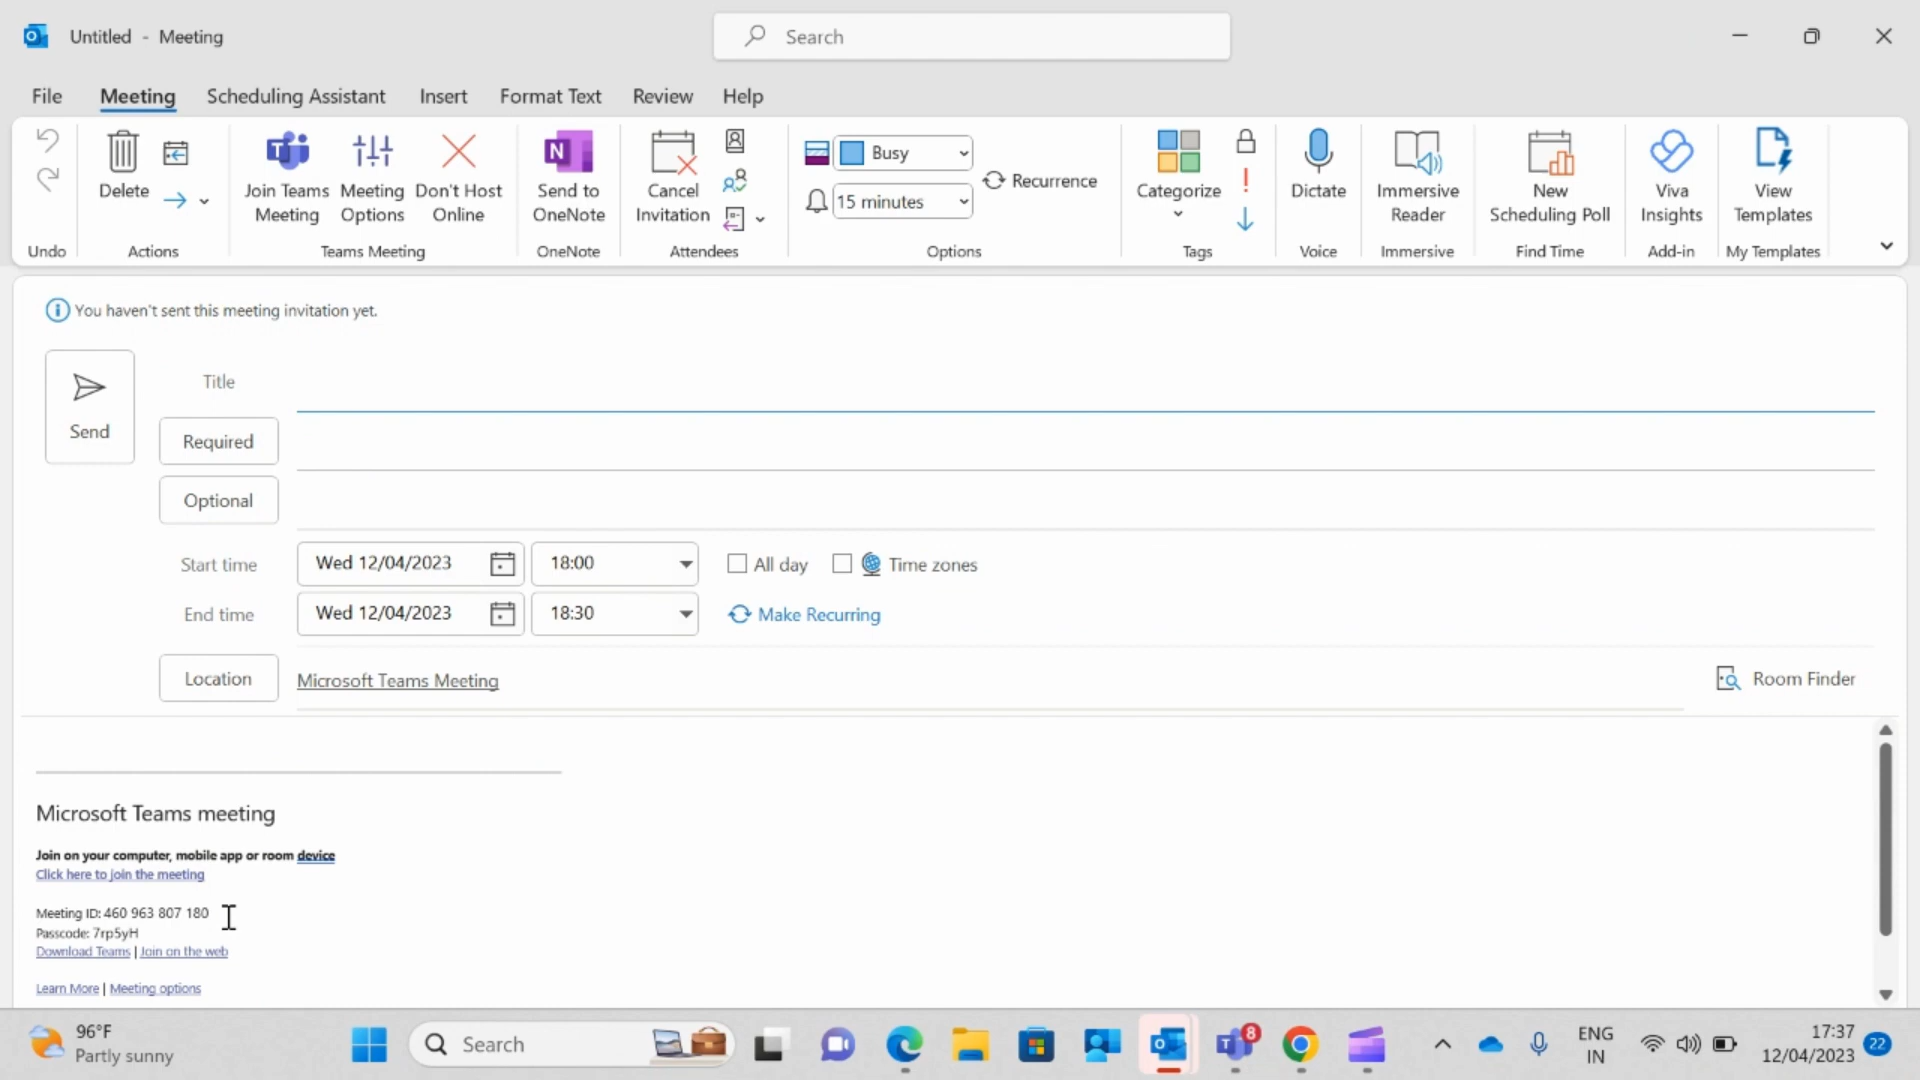 Untitled - Meeting
Search
File Meeting Scheduling Assistant Insert Format Text Review Help
Delete
Join Teams Meeting
Meeting Options
Don't Host Online
Send to OneNote
Cancel Invitation
Busy
15 minutes
Recurrence
Categorize
Dictate
Immersive Reader
New Scheduling Poll
Viva Insights
View Templates
Undo Actions Teams Meeting OneNote Attendees Options Tags Voice Immersive Find Time Add-in My Templates
You haven't sent this meeting invitation yet.
Send
Title
Required
Optional
Start time Wed 12/04/2023 18:00 All day Time zones
End time Wed 12/04/2023 18:30 Make Recurring
Location Microsoft Teams Meeting Room Finder
Microsoft Teams meeting
Join on your computer, mobile app or room device
Click here to join the meeting
Meeting ID: 460 963 807 180
Passcode: 7rp5yH
Download Teams | Join on the web
Learn More | Meeting options
96°F
Partly sunny
Search
8
ENG
IN
17:37
12/04/2023
22